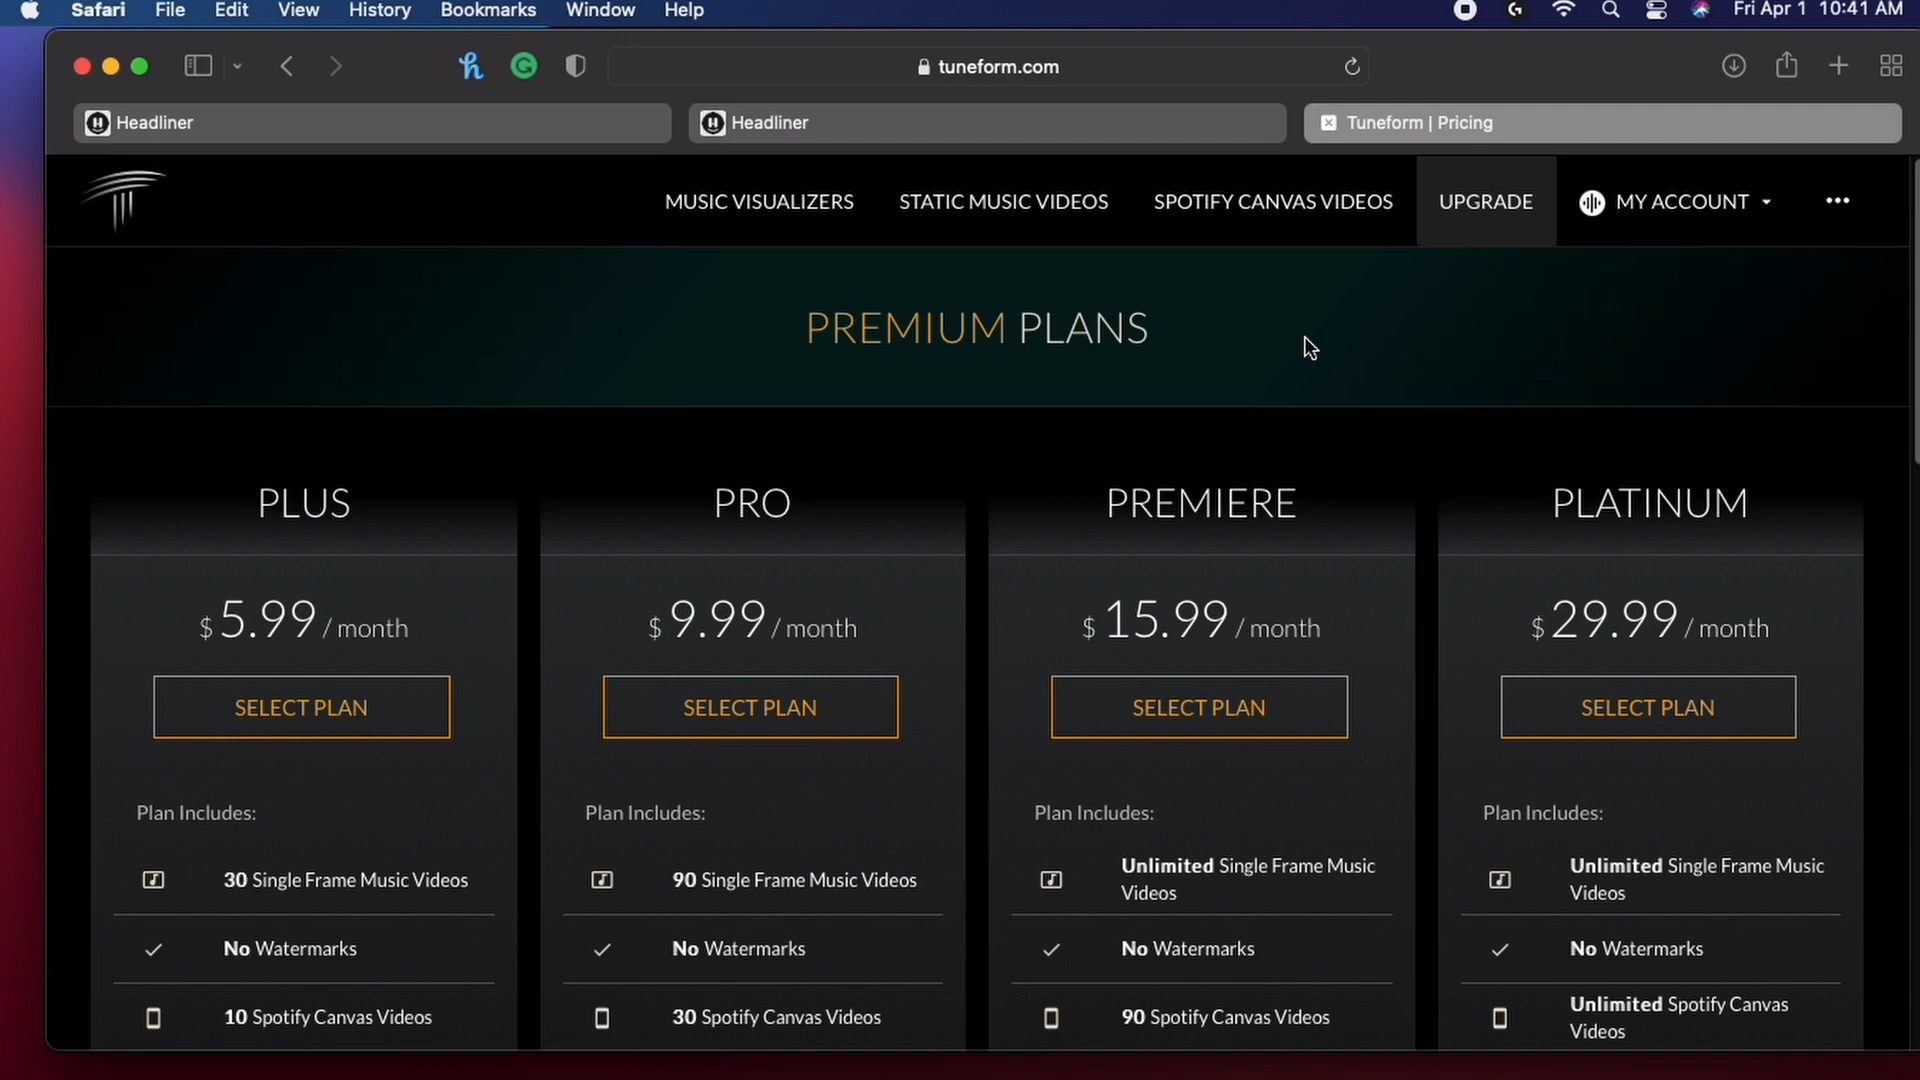 Safari File Edit View History Bookmarks Window Help Fri Apr 1 10:41 AM
tuneform.com
Headliner Headliner Tuneform | Pricing
MUSIC VISUALIZERS STATIC MUSIC VIDEOS SPOTIFY CANVAS VIDEOS UPGRADE MY ACCOUNT
PREMIUM PLANS
PLUS
$5.99/month
SELECT PLAN
Plan Includes:
30 Single Frame Music Videos
No Watermarks
10 Spotify Canvas Videos
PRO
$9.99/month
SELECT PLAN
Plan Includes:
90 Single Frame Music Videos
No Watermarks
30 Spotify Canvas Videos
PREMIERE
$15.99/month
SELECT PLAN
Plan Includes:
Unlimited Single Frame Music
Videos
No Watermarks
90 Spotify Canvas Videos
PLATINUM
$29.99/month
SELECT PLAN
Plan Includes:
Unlimited Single Frame Music
Videos
No Watermarks
Unlimited Spotify Canvas
Videos